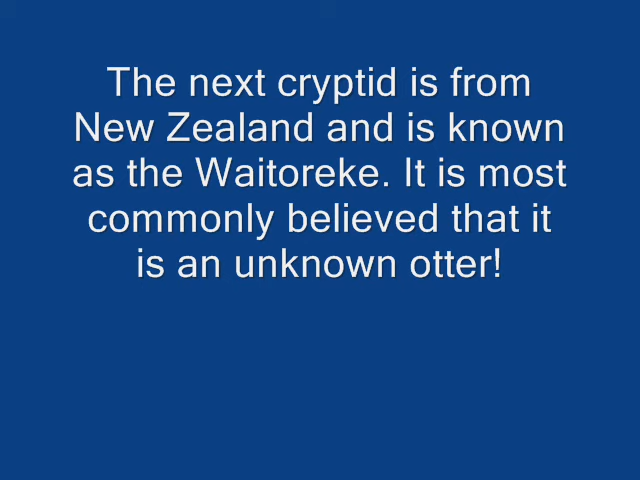 The next cryptid is from
New Zealand and is known
as the Waitoreke. It is most
commonly believed that it
is an unknown otter!